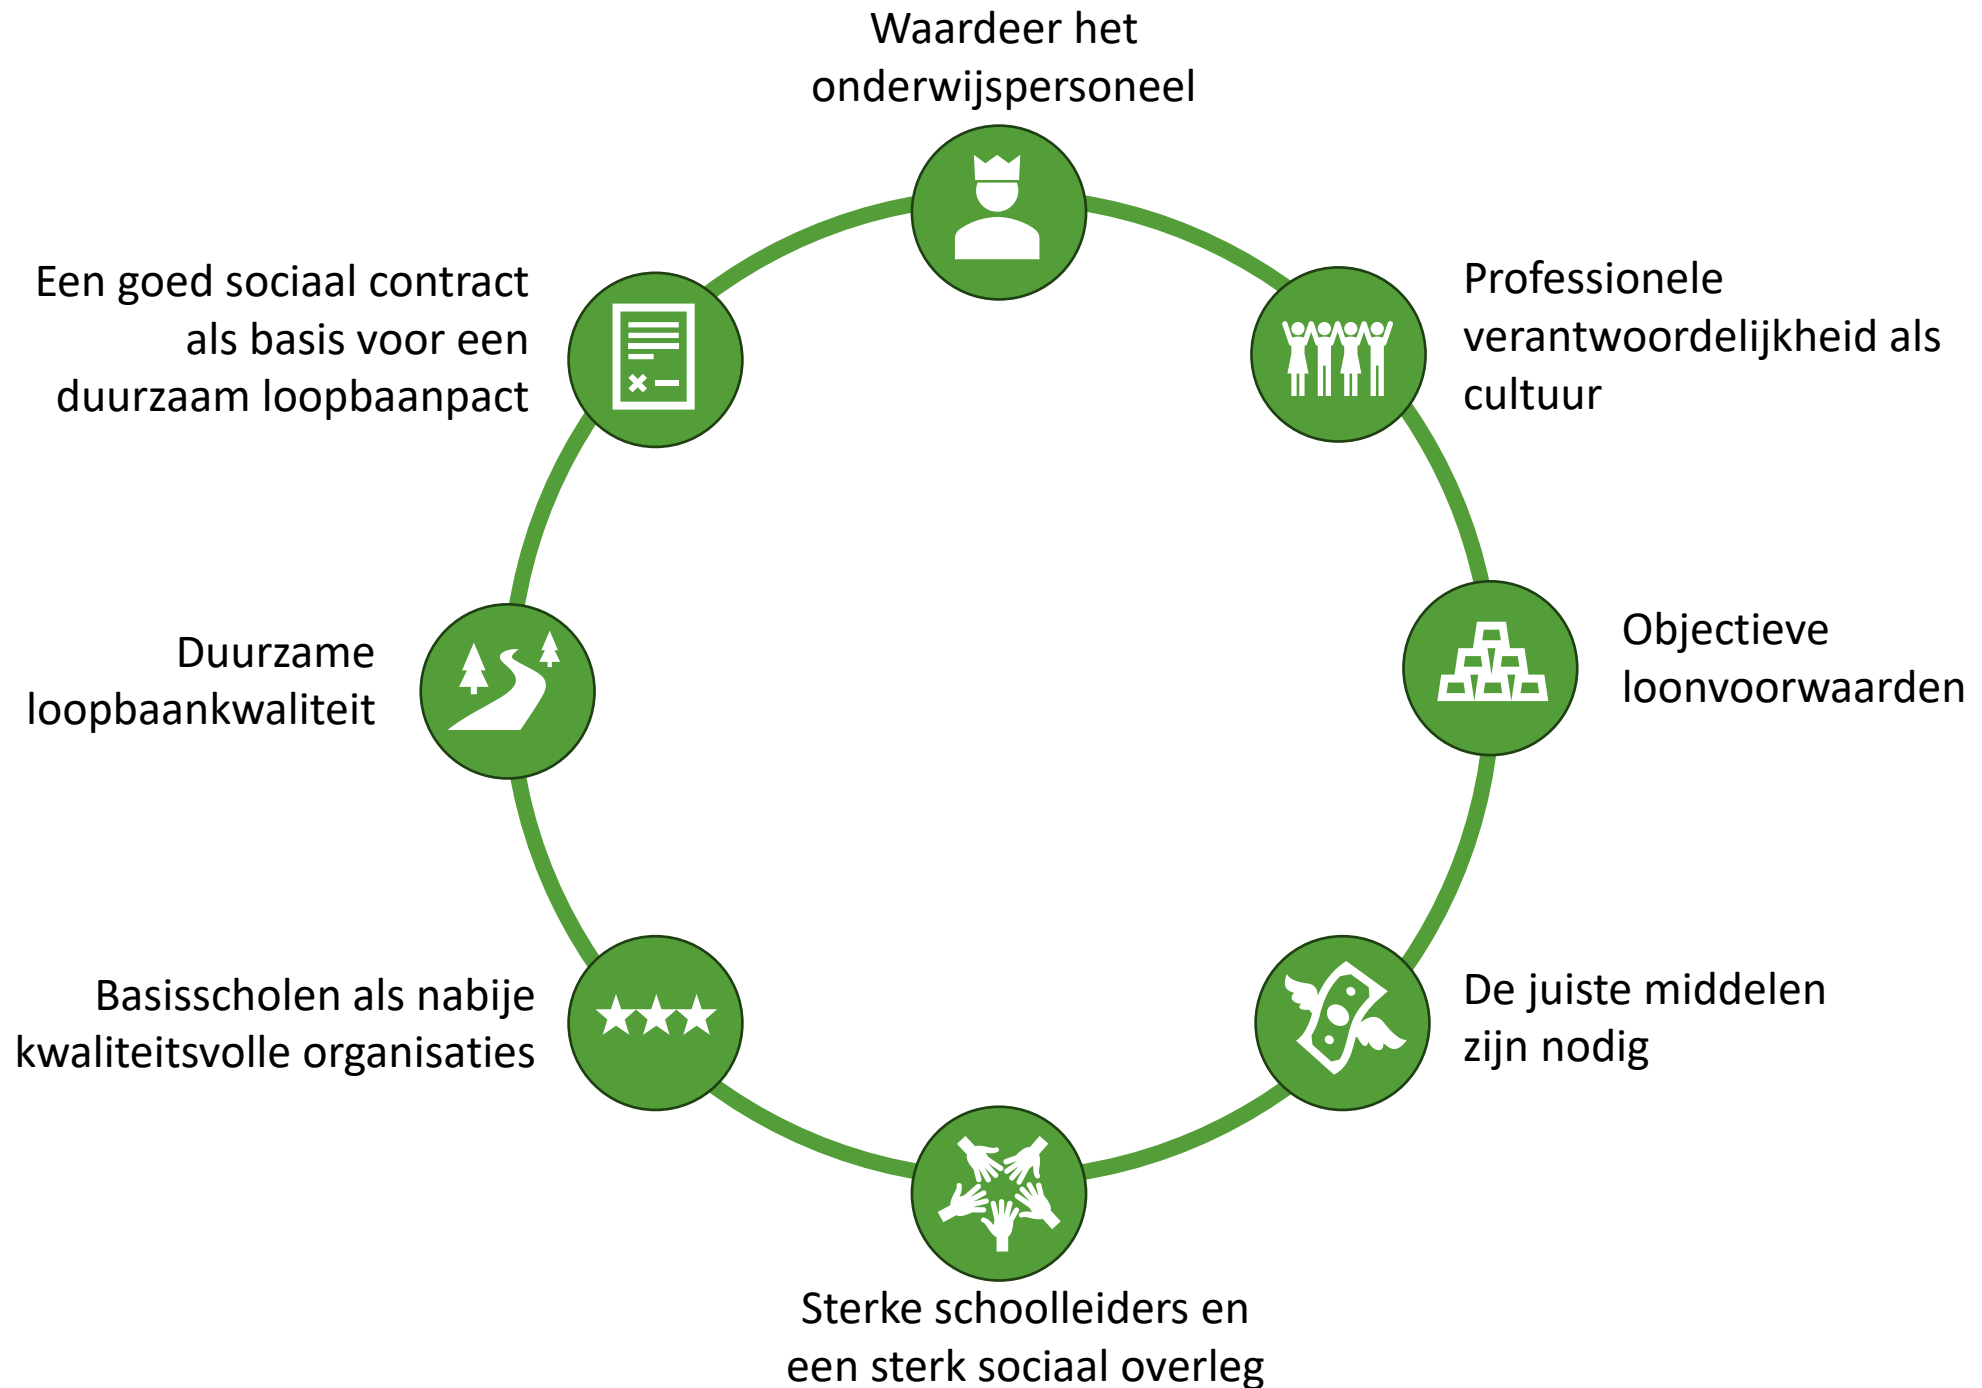 Waardeer het
onderwijspersoneel
Professionele
verantwoordelijkheid als
cultuur
Objectieve
loonvoorwaarden
De juiste middelen
zijn nodig
Sterke schoolleiders en
een sterk sociaal overleg
Basisscholen als nabije
kwaliteitsvolle organisaties
Duurzame
loopbaankwaliteit
Een goed sociaal contract
als basis voor een
duurzaam loopbaanpact